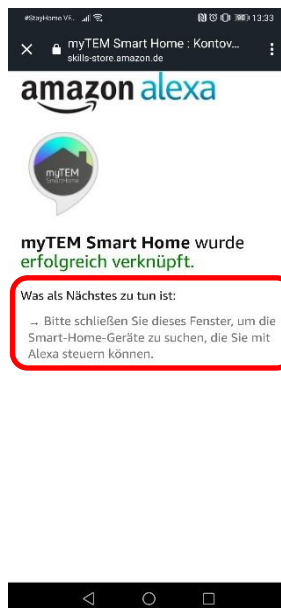 #StayHome VF.. 13:33
myTEM Smart Home : Kontov...
skills-store.amazon.de
amazon alexa
myTEM
Smart Home
myTEM Smart Home wurde
erfolgreich verknüpft.
Was als Nächstes zu tun ist:
→ Bitte schließen Sie dieses Fenster, um die
Smart-Home-Geräte zu suchen, die Sie mit
Alexa steuern können.